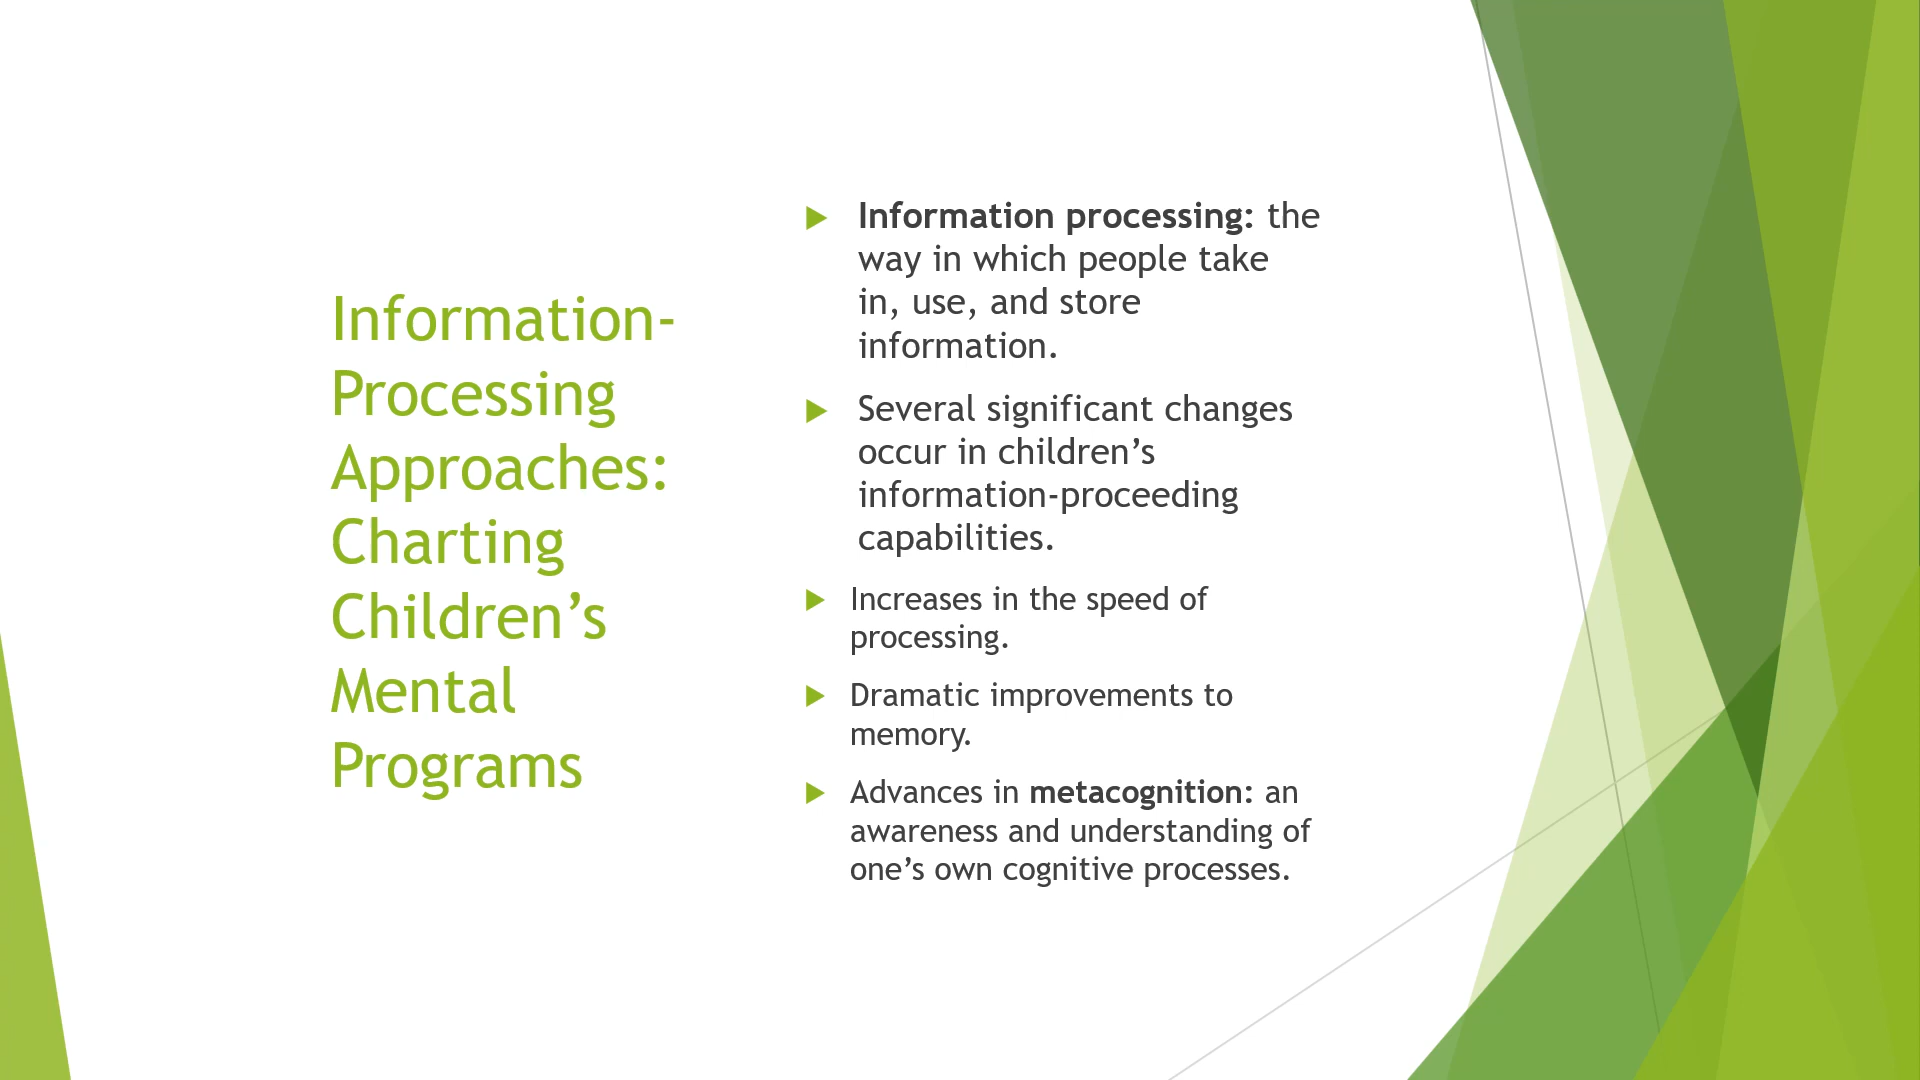 Information-
Processing
Approaches:
Charting
Children’s
Mental
Programs
Information processing: the
way in which people take
in, use, and store
information.
Several significant changes
occur in children’s
information-proceeding
capabilities.
Increases in the speed of
processing.
Dramatic improvements to
memory.
Advances in metacognition: an
awareness and understanding of
one’s own cognitive processes.